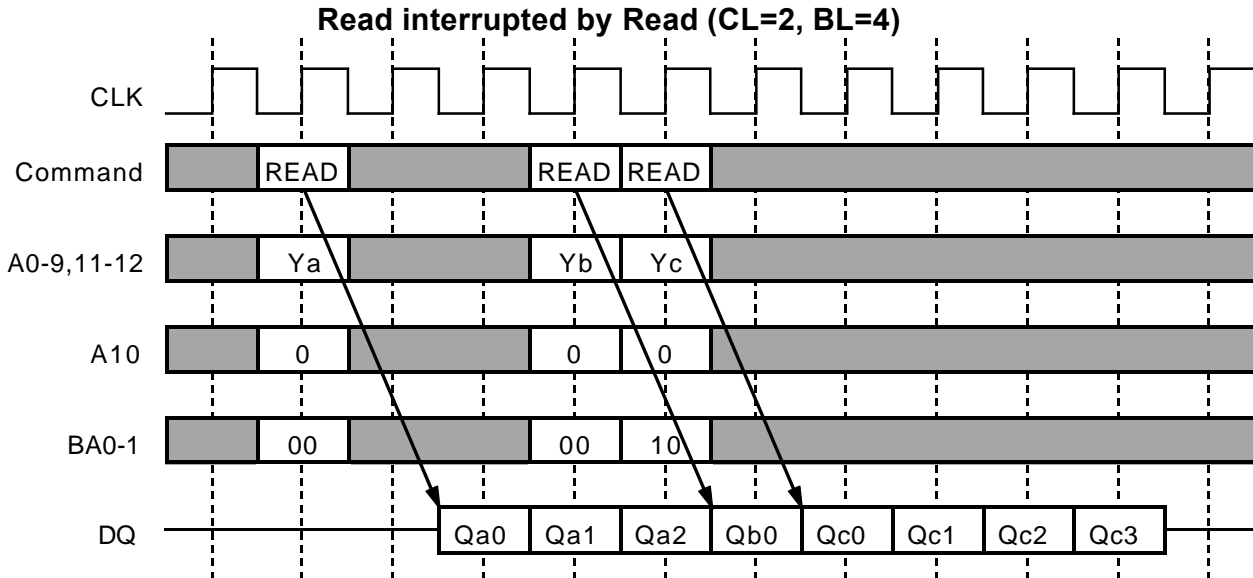 Read interrupted by Read (CL=2, BL=4)
CLK
Command READ READ READ
A0-9,11-12 Ya Yb Yc
A10 0 0 0
BA0-1 00 00 10
DQ Qa0 Qa1 Qa2 Qb0 Qc0 Qc1 Qc2 Qc3